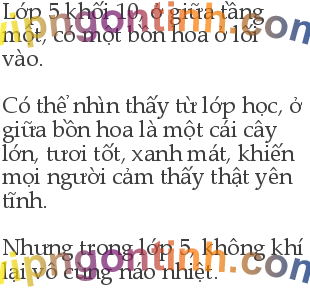 Lớp 5 khối 10, ở giữa tầng
một, có một bồn hoa ở lối
vào.
Có thể nhìn thấy từ lớp học, ở
giữa bồn hoa là một cái cây
lớn, tươi tốt, xanh mát, khiến
mọi người cảm thấy thật yên
tĩnh.
Nhưng trong lớp 5, không khí
lại vô cùng náo nhiệt.